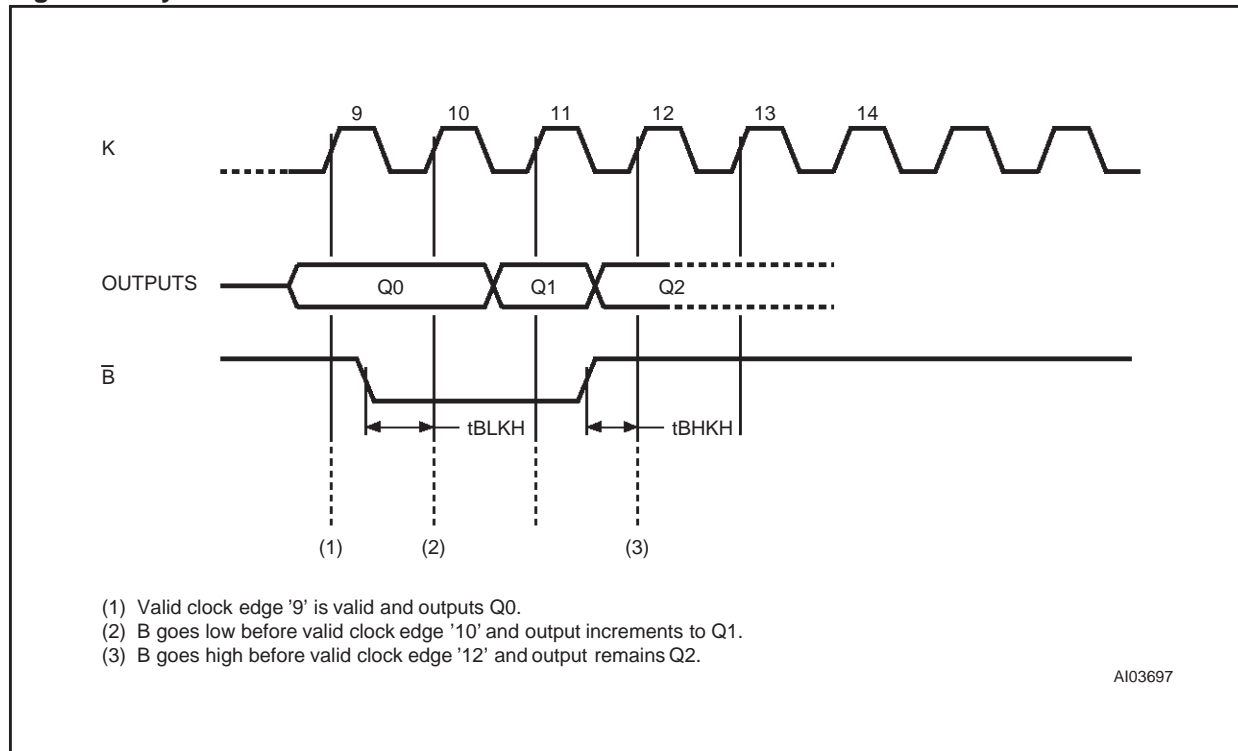 9 10 11 12 13 14
K
OUTPUTS Q0 Q1 Q2
B̅
tBLKH tBHKH
(1) (2) (3)
(1) Valid clock edge '9' is valid and outputs Q0.
(2) B goes low before valid clock edge '10' and output increments to Q1.
(3) B goes high before valid clock edge '12' and output remains Q2.
AI03697